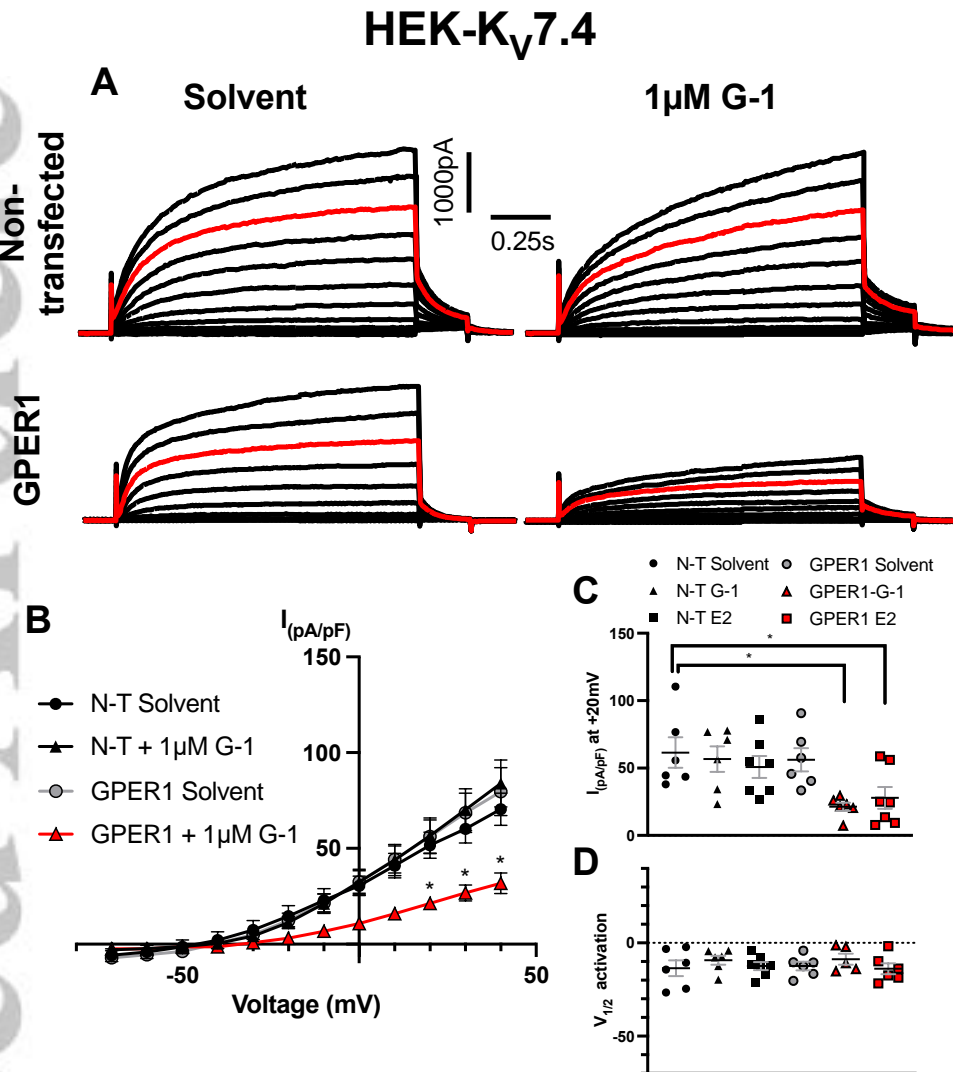 HEK-KV7.4
A
Solvent
1µM G-1
Non-
transfected
1000pA
0.25s
GPER1
B
I(pA/pF)
150
100
50
-50
50
Voltage (mV)
N-T Solvent
N-T + 1µM G-1
GPER1 Solvent
GPER1 + 1µM G-1
* * *
C
N-T Solvent
GPER1 Solvent
N-T G-1
GPER1-G-1
N-T E2
GPER1 E2
*
*
I(pA/pF) at +20mV
150
100
50
0
D
V1/2 activation
0
-50